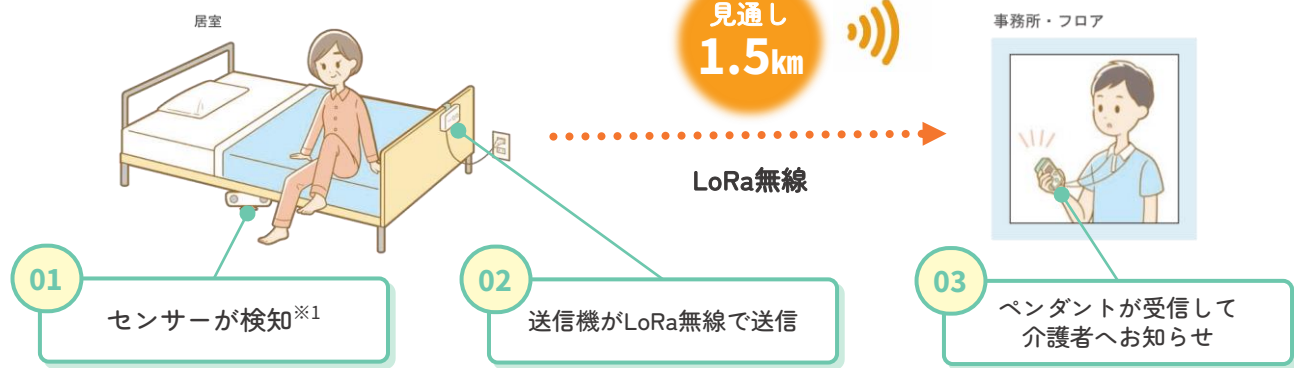 居室
見通し
1.5km
事務所・フロア
LoRa無線
01
センサーが検知※1
02
送信機がLoRa無線で送信
03
ペンダントが受信して
介護者へお知らせ